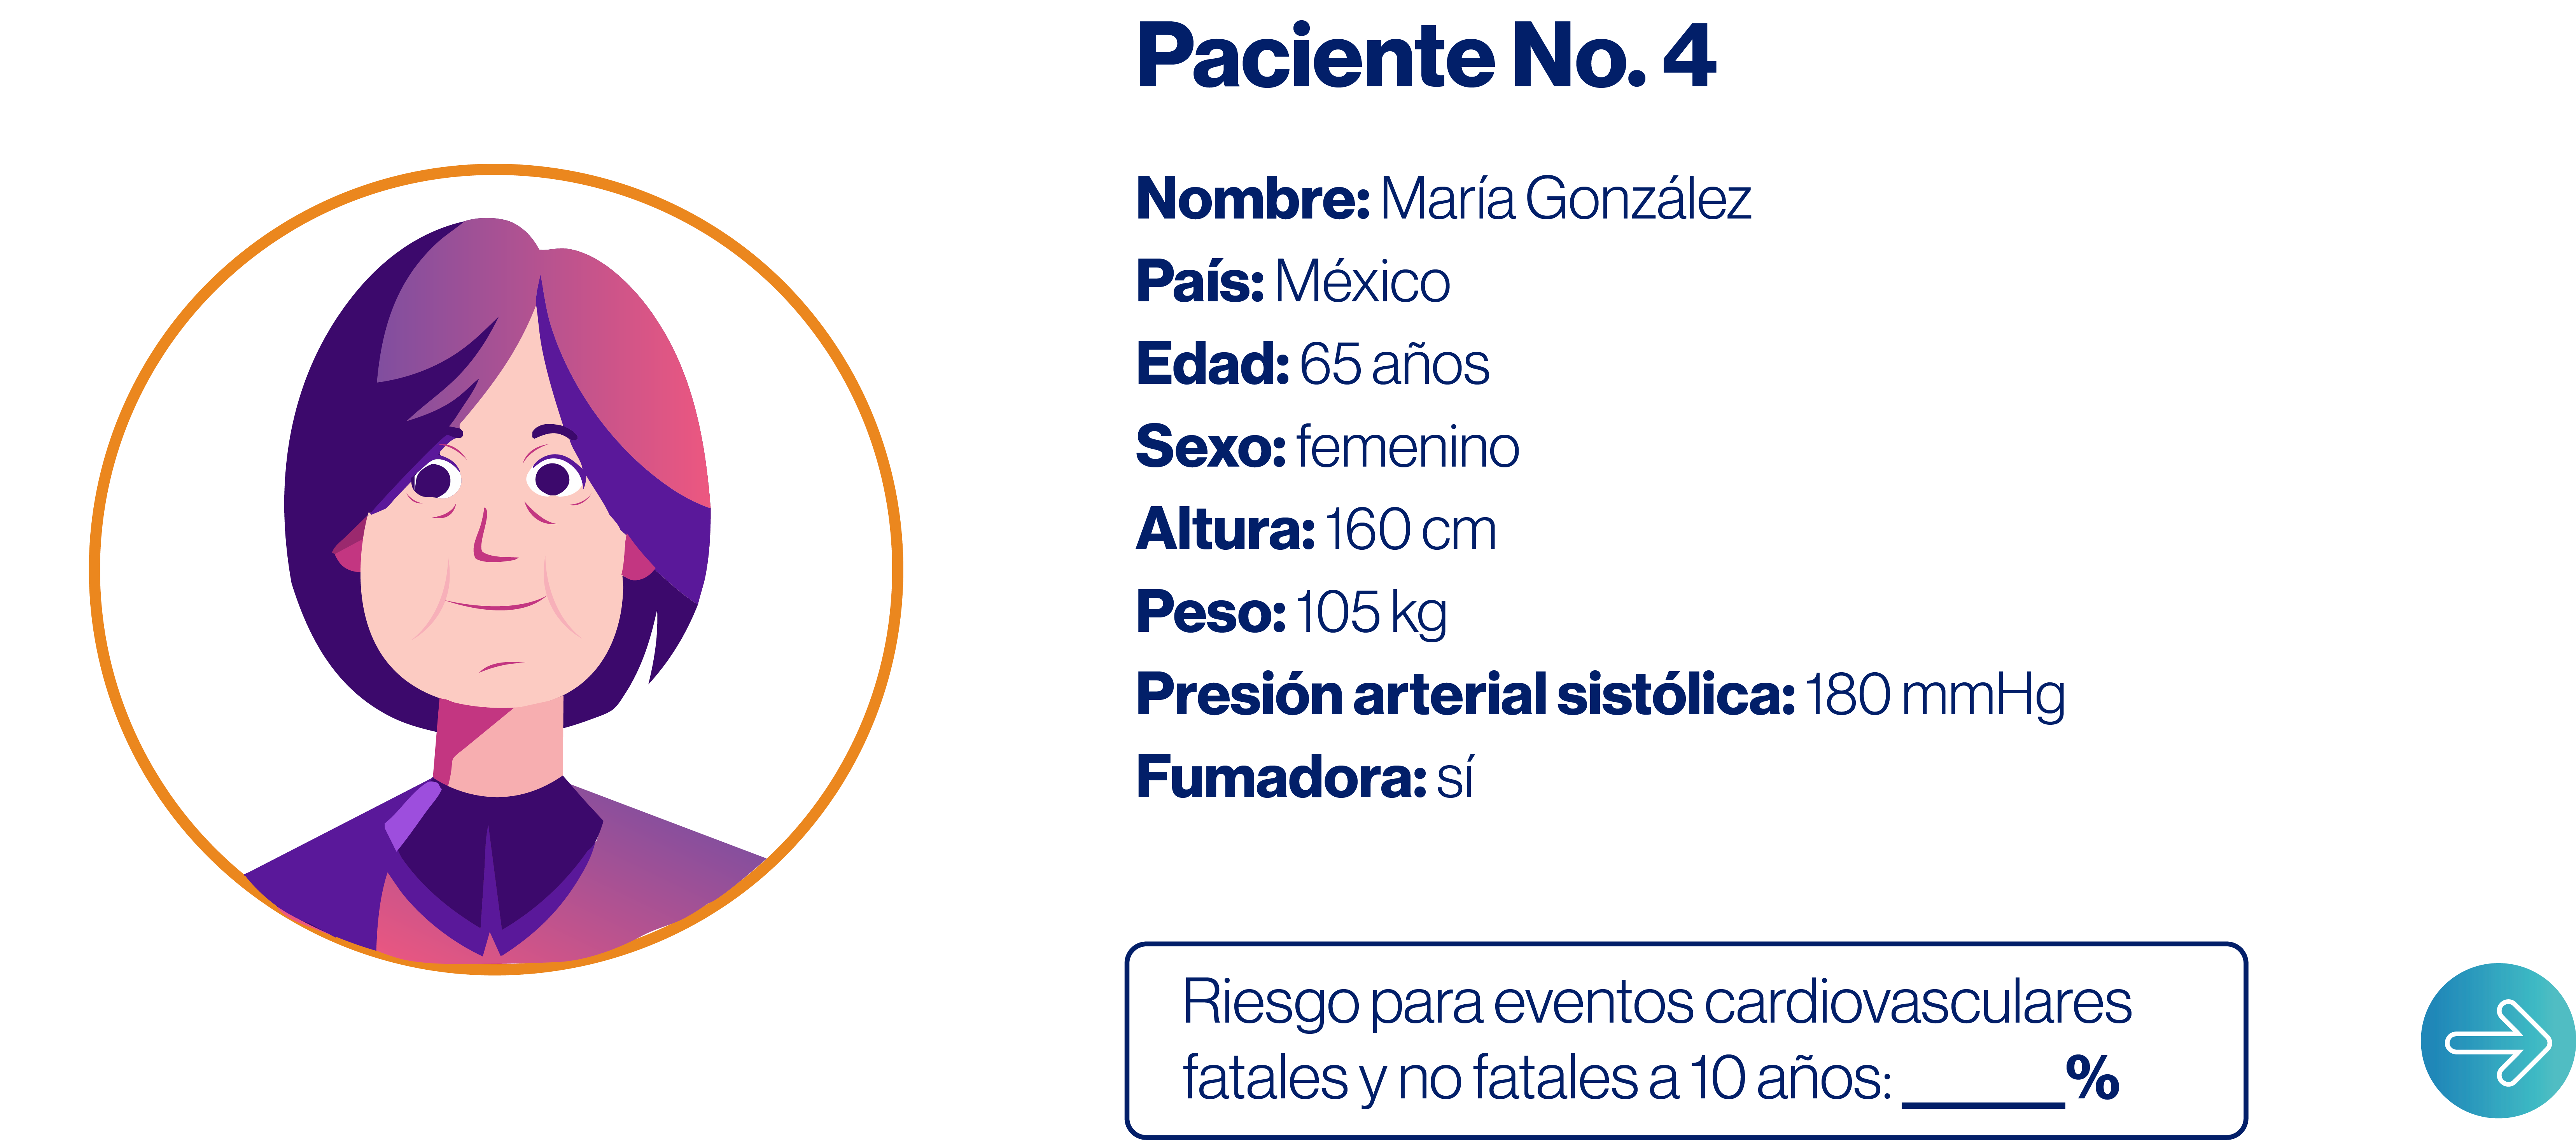 Paciente No. 4
Nombre: María González
País: México
Edad: 65 años
Sexo: femenino
Altura: 160 cm
Peso: 105 kg
Presión arterial sistólica: 180 mmHg
Fumadora: sí
Riesgo para eventos cardiovasculares
fatales y no fatales a 10 años: _____%